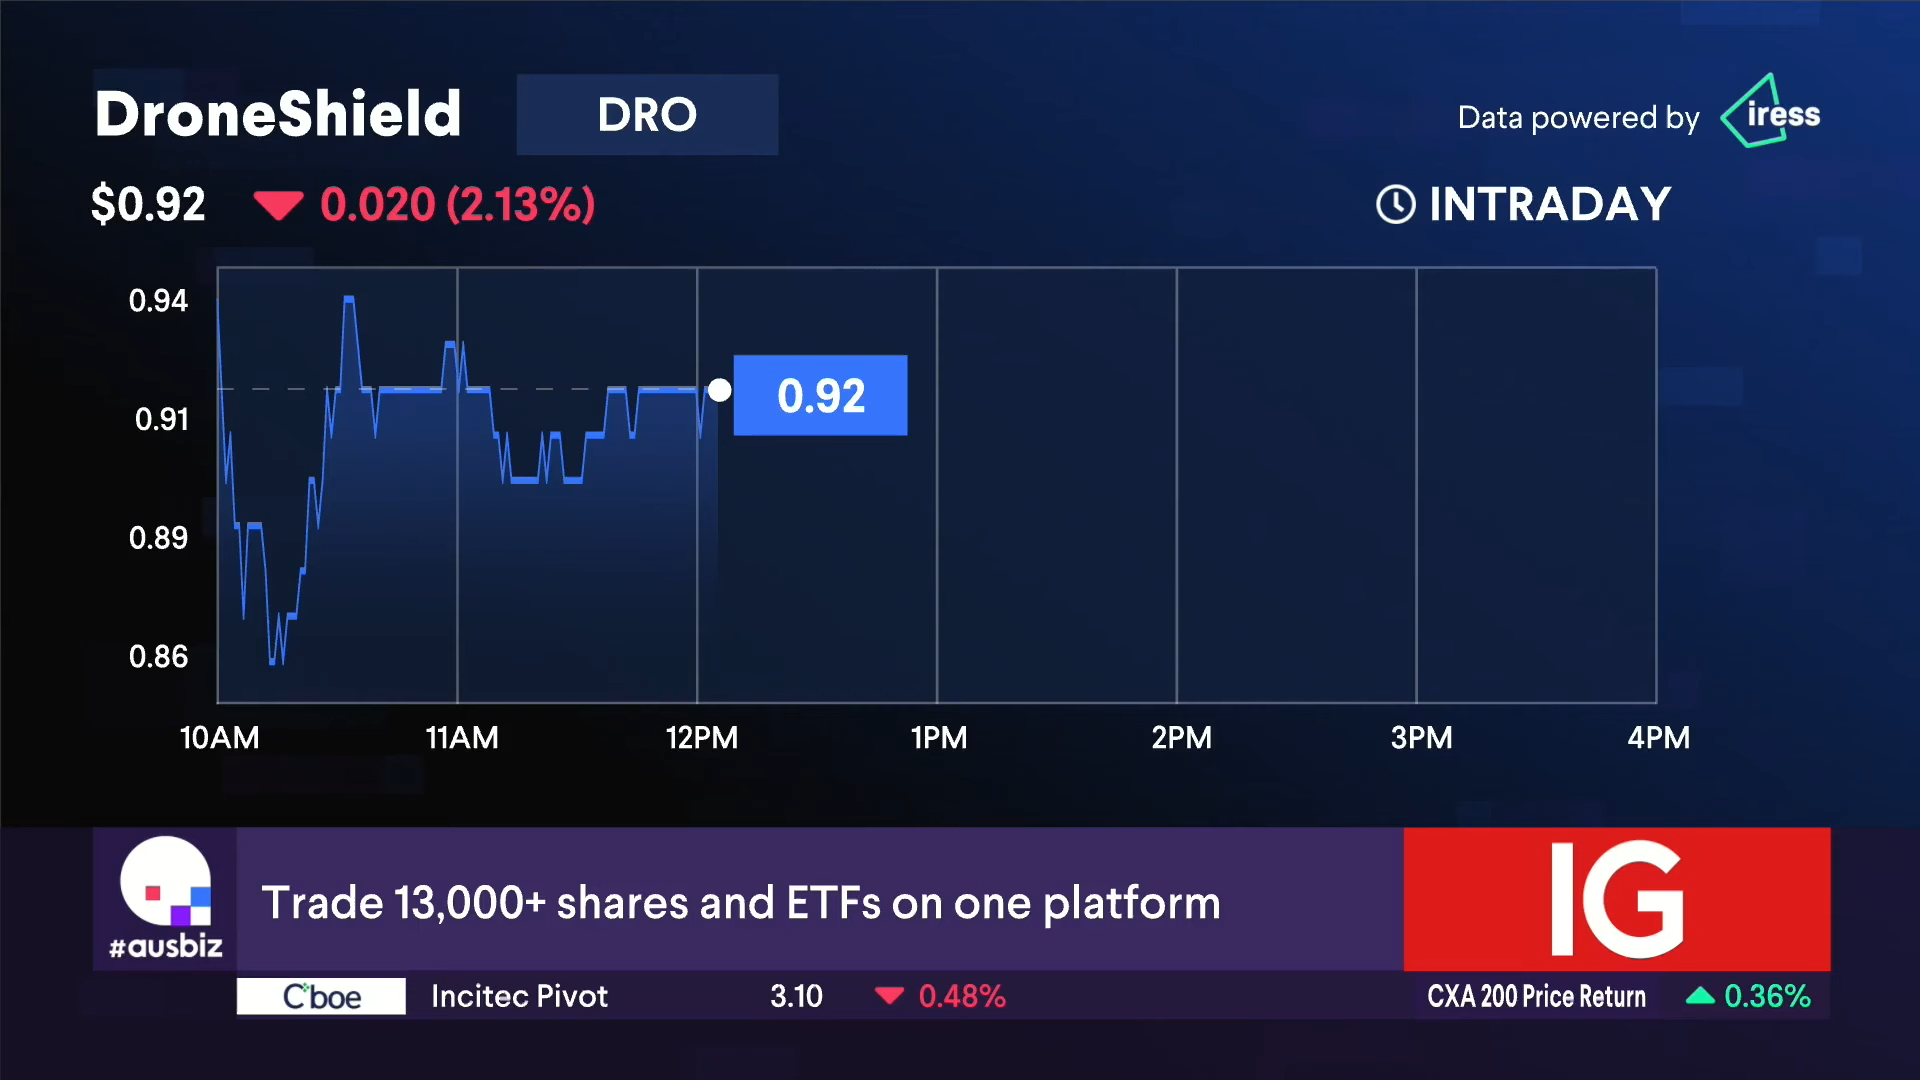 DroneShield
DRO
Data powered by
iress
$0.92
0.020 (2.13%)
INTRADAY
0.94
0.91
0.89
0.86
0.92
10AM
11AM
12PM
1PM
2PM
3PM
4PM
Trade 13,000+ shares and ETFs on one platform
IG
#ausbiz
Cboe
Incitec Pivot
3.10
0.48%
CXA 200 Price Return
0.36%